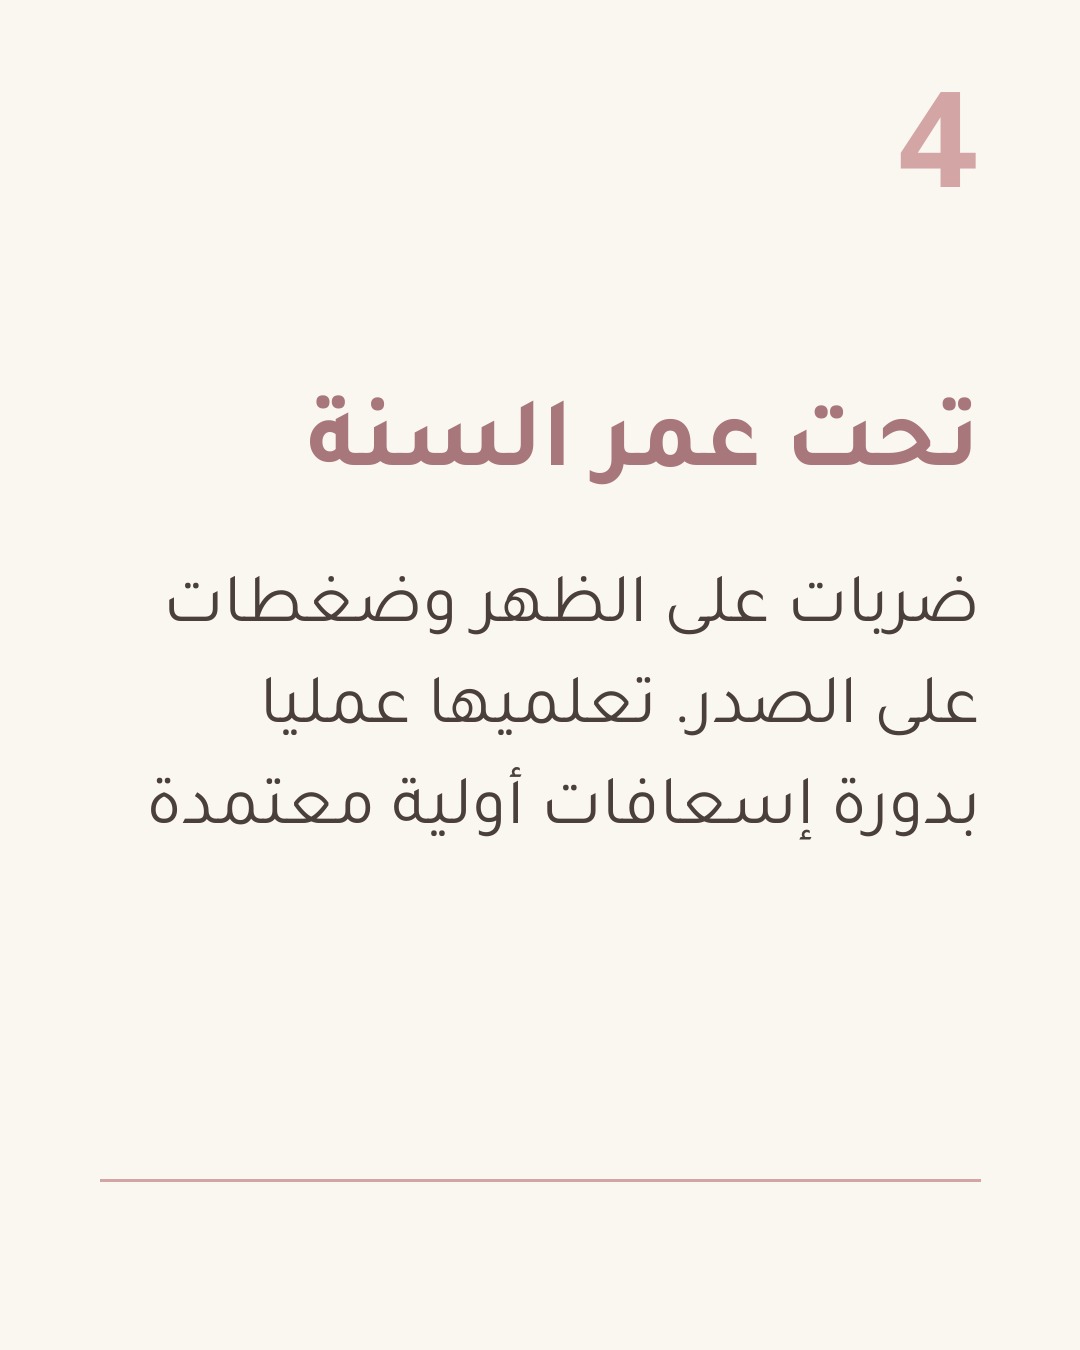 4
تحت عمر السنة
ضربات على الظهر وضغطات
على الصدر. تعلميها عمليا
بدورة إسعافات أولية معتمدة